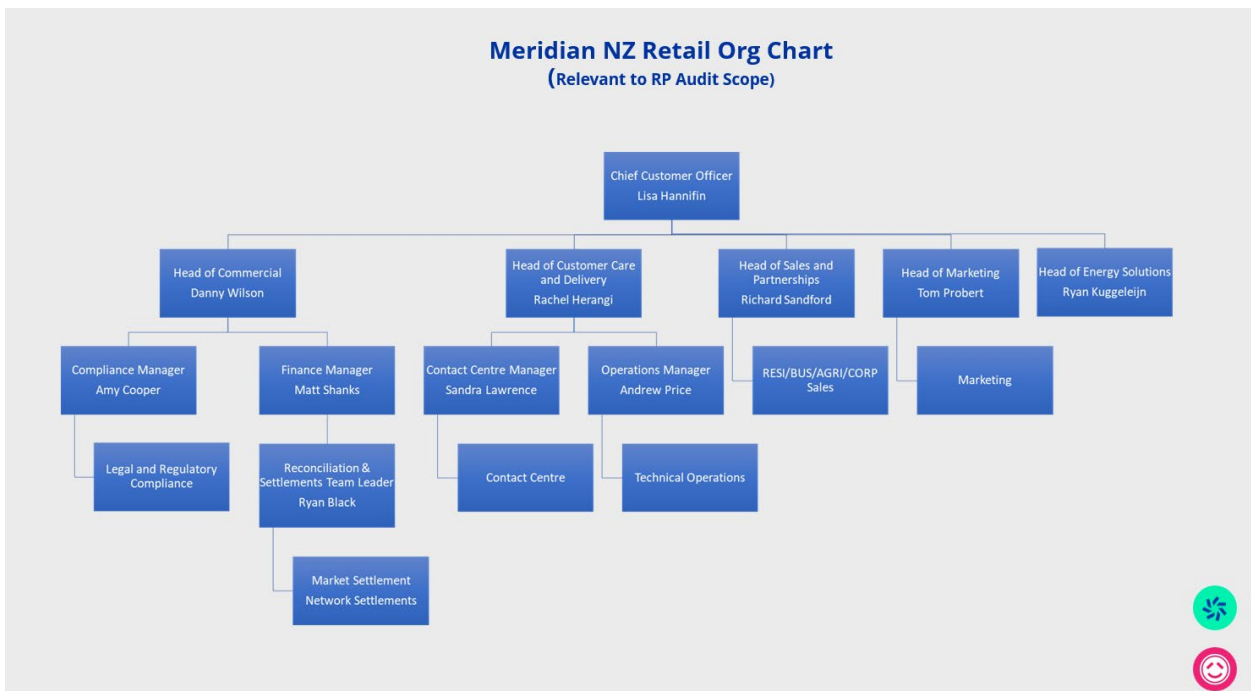 Meridian NZ Retail Org Chart
(Relevant to RP Audit Scope)
Chief Customer Officer
Lisa Hannifin
Head of Commercial
Danny Wilson
Head of Customer Care
and Delivery
Rachel Herangi
Head of Sales and
Partnerships
Richard Sandford
Head of Marketing
Tom Probert
Head of Energy Solutions
Ryan Kuggeleijn
Compliance Manager
Amy Cooper
Finance Manager
Matt Shanks
Contact Centre Manager
Sandra Lawrence
Operations Manager
Andrew Price
RESI/BUS/AGRI/CORP
Sales
Marketing
Legal and Regulatory
Compliance
Reconciliation &
Settlements Team Leader
Ryan Black
Contact Centre
Technical Operations
Market Settlement
Network Settlements